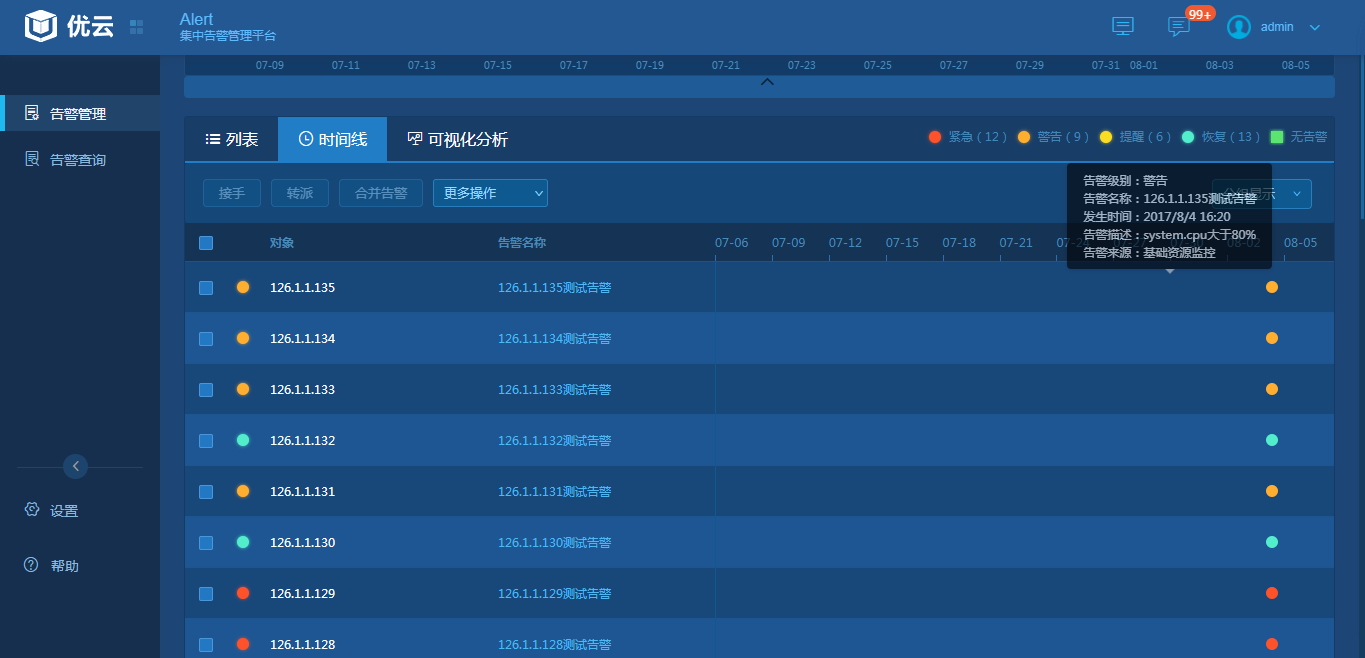 优云
Alert
集中告警管理平台
99+
admin
告警管理
告警查询
设置
帮助
07-09 07-11 07-13 07-15 07-17 07-19 07-21 07-23 07-25 07-27 07-29 07-31 08-01 08-03 08-05
列表 时间线 可视化分析
紧急 ( 12 ) 警告 ( 9 ) 提醒 ( 6 ) 恢复 ( 13 ) 无告警
接手 转派 合并告警 更多操作 分组显示
告警级别：警告
告警名称：126.1.1.135测试告警
发生时间：2017/8/4 16:20
告警描述：system.cpu大于80%
告警来源：基础资源监控
对象 告警名称 07-06 07-09 07-12 07-15 07-18 07-21 07-24 07-27 07-30 08-02 08-05
126.1.1.135 126.1.1.135测试告警
126.1.1.134 126.1.1.134测试告警
126.1.1.133 126.1.1.133测试告警
126.1.1.132 126.1.1.132测试告警
126.1.1.131 126.1.1.131测试告警
126.1.1.130 126.1.1.130测试告警
126.1.1.129 126.1.1.129测试告警
126.1.1.128 126.1.1.128测试告警